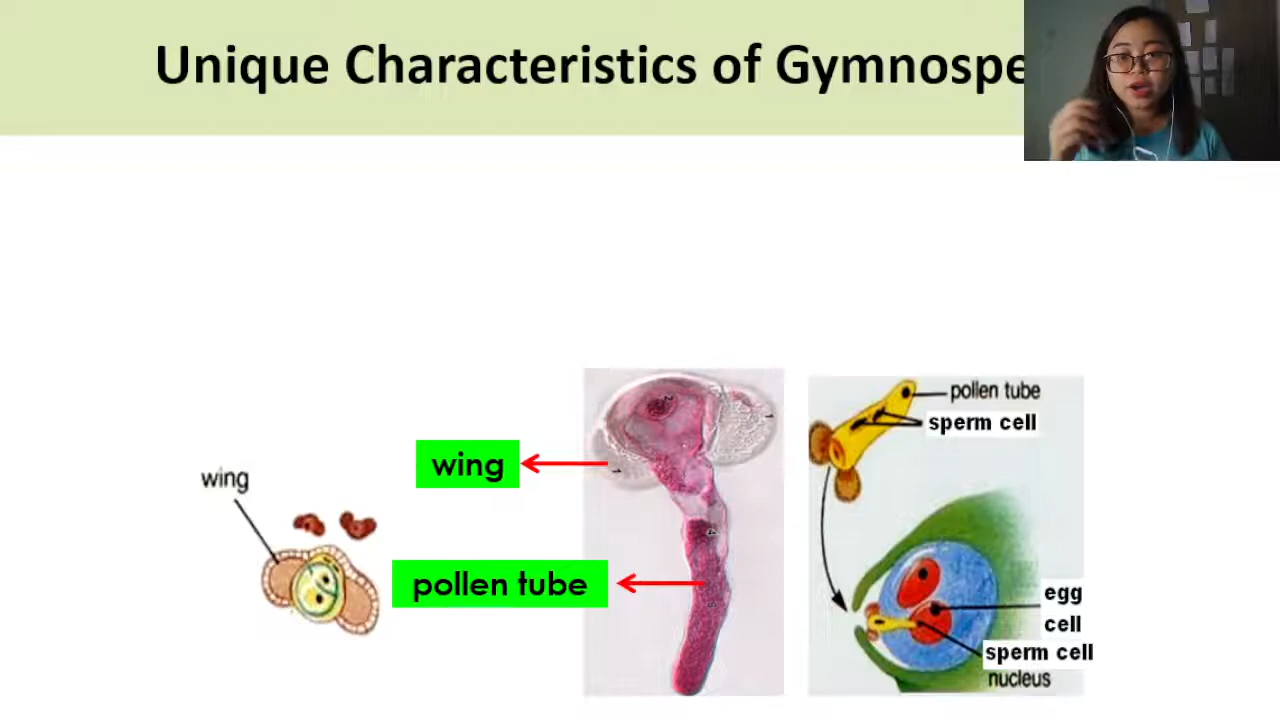 Unique Characteristics of Gymnospe
wing
wing
pollen tube
pollen tube
sperm cell
egg
cell
sperm cell
nucleus